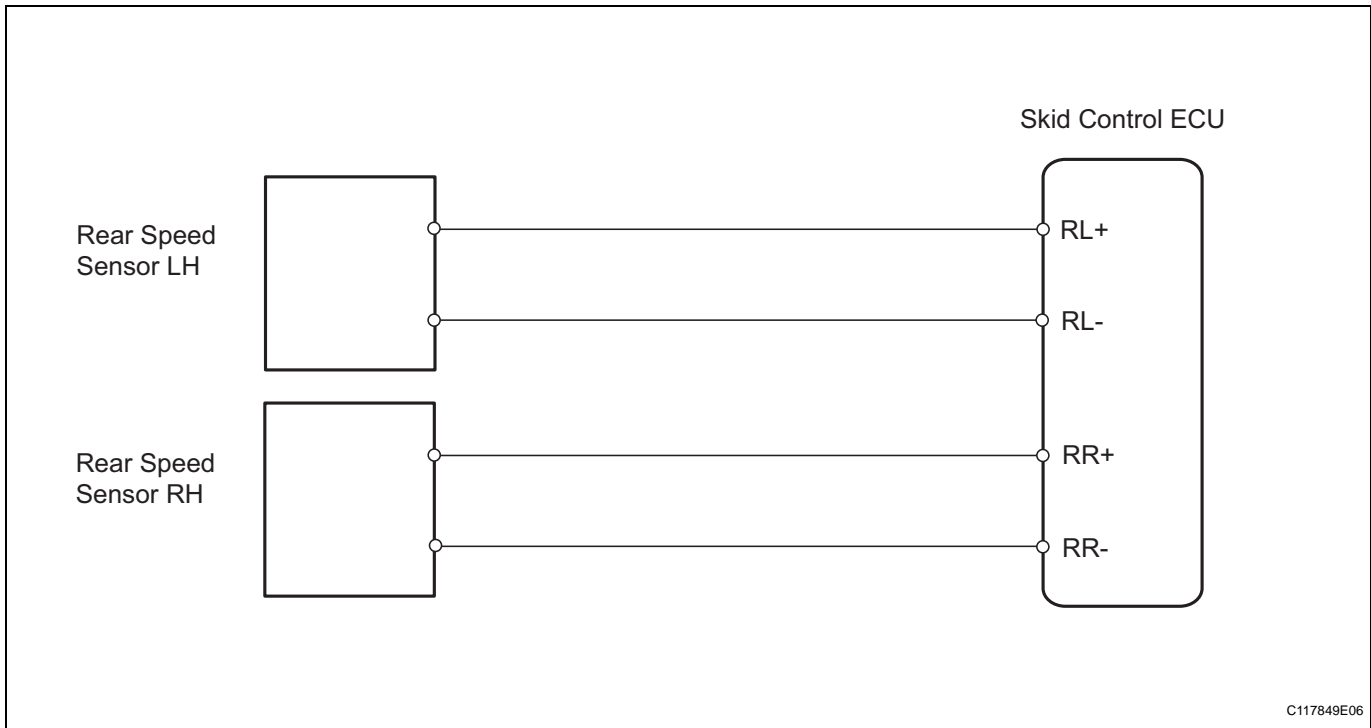 Skid Control ECU
Rear Speed
Sensor LH
RL+
RL-
Rear Speed
Sensor RH
RR+
RR-
C117849E06